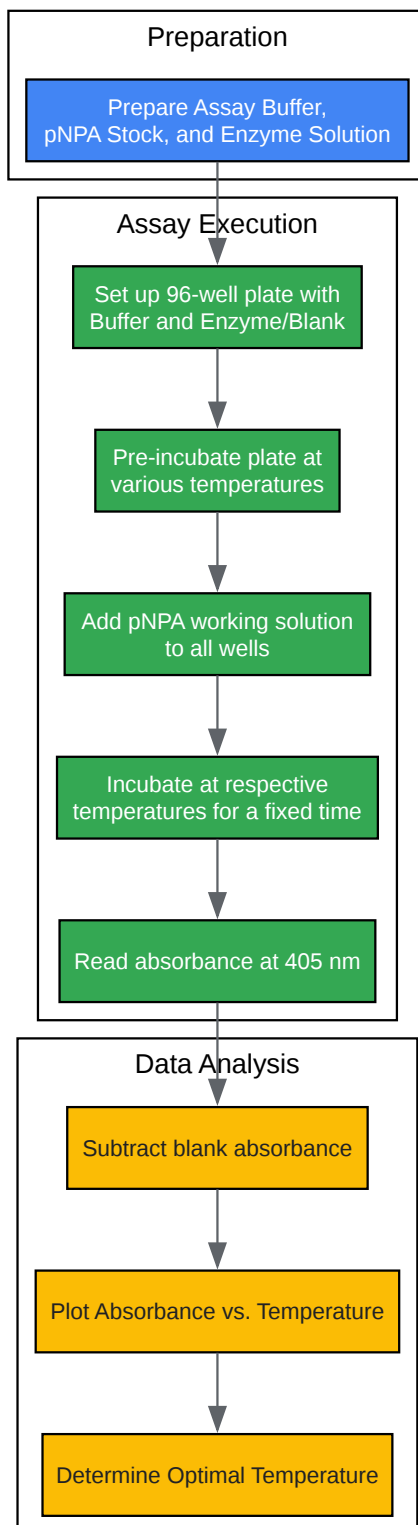 Preparation
Prepare Assay Buffer,
pNPA Stock, and Enzyme Solution
Assay Execution
Set up 96-well plate with
Buffer and Enzyme/Blank
Pre-incubate plate at
various temperatures
Add pNPA working solution
to all wells
Incubate at respective
temperatures for a fixed time
Read absorbance at 405 nm
Data Analysis
Subtract blank absorbance
Plot Absorbance vs. Temperature
Determine Optimal Temperature